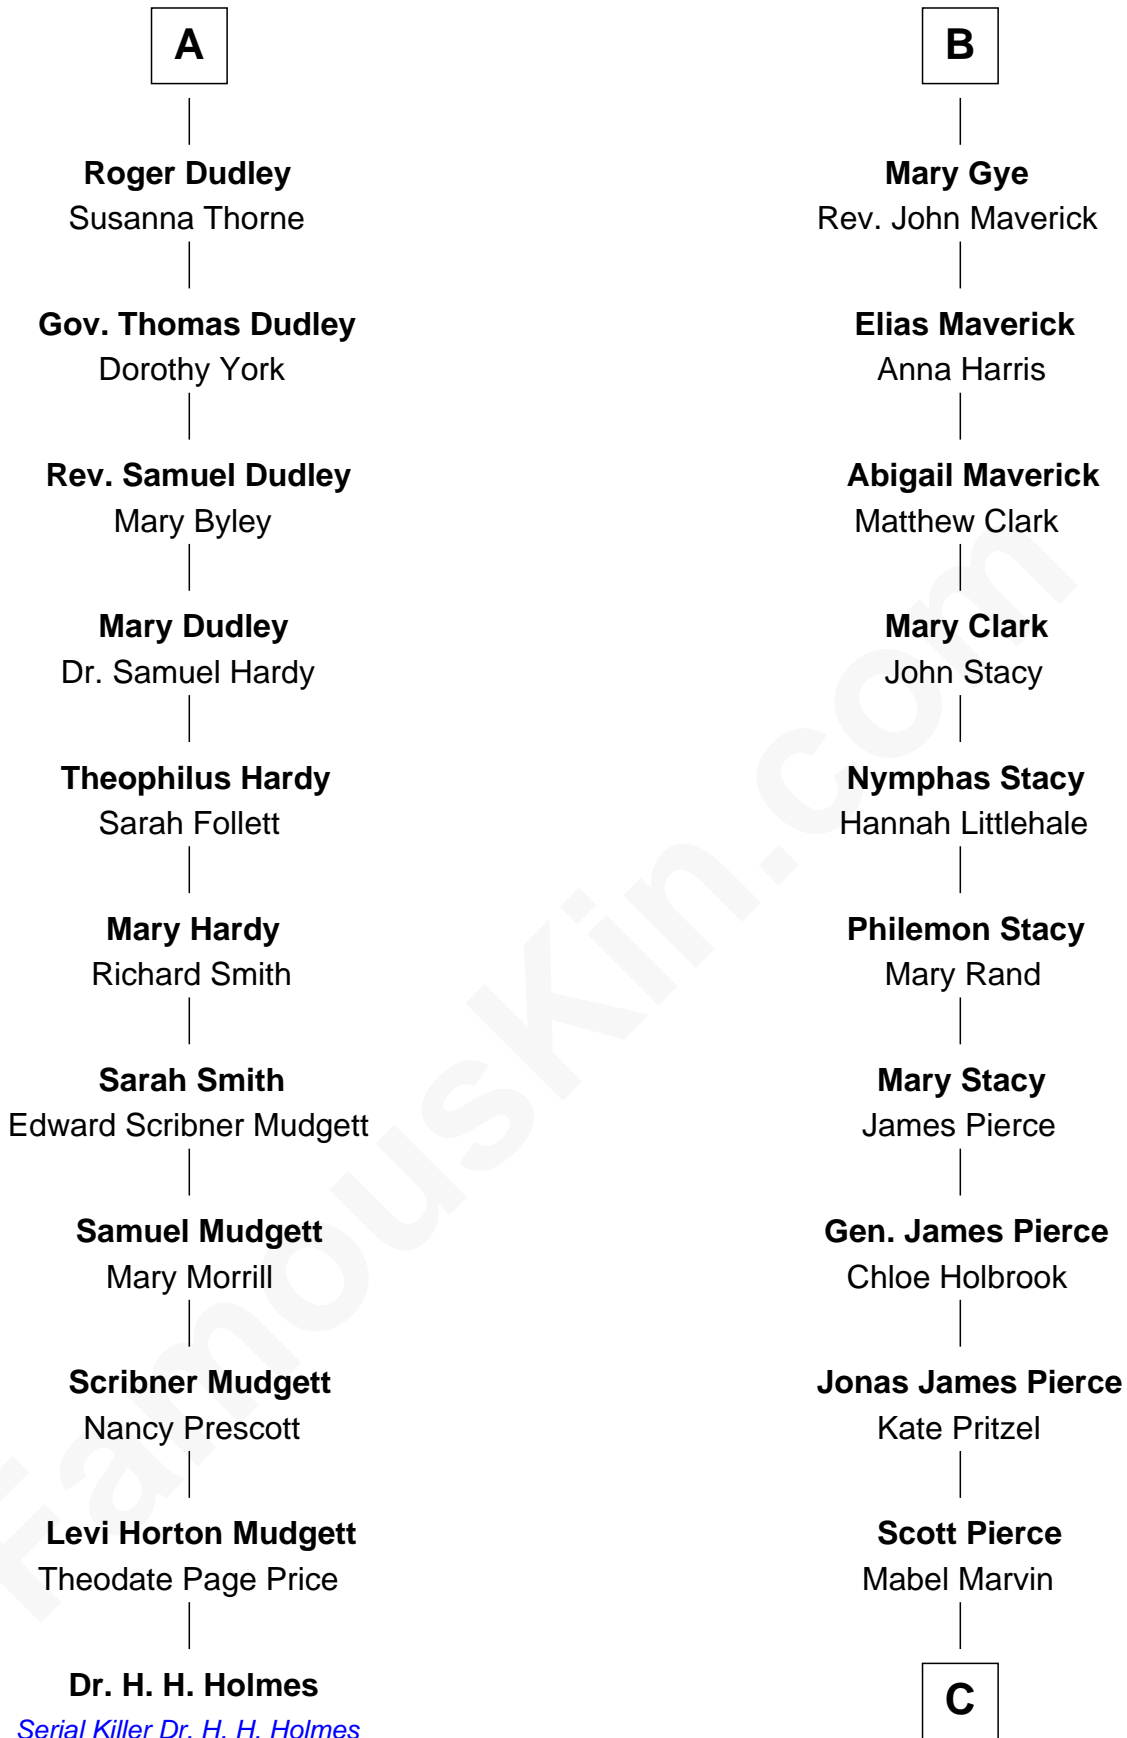 A
Roger Dudley
Susanna Thorne
Gov. Thomas Dudley
Dorothy York
Rev. Samuel Dudley
Mary Byley
Mary Dudley
Dr. Samuel Hardy
Theophilus Hardy
Sarah Follett
Mary Hardy
Richard Smith
Sarah Smith
Edward Scribner Mudgett
Samuel Mudgett
Mary Morrill
Scribner Mudgett
Nancy Prescott
Levi Horton Mudgett
Theodate Page Price
Dr. H. H. Holmes
Serial Killer Dr. H. H. Holmes
B
Mary Gye
Rev. John Maverick
Elias Maverick
Anna Harris
Abigail Maverick
Matthew Clark
Mary Clark
John Stacy
Nymphas Stacy
Hannah Littlehale
Philemon Stacy
Mary Rand
Mary Stacy
James Pierce
Gen. James Pierce
Chloe Holbrook
Jonas James Pierce
Kate Pritzel
Scott Pierce
Mabel Marvin
C
FamousKin.com